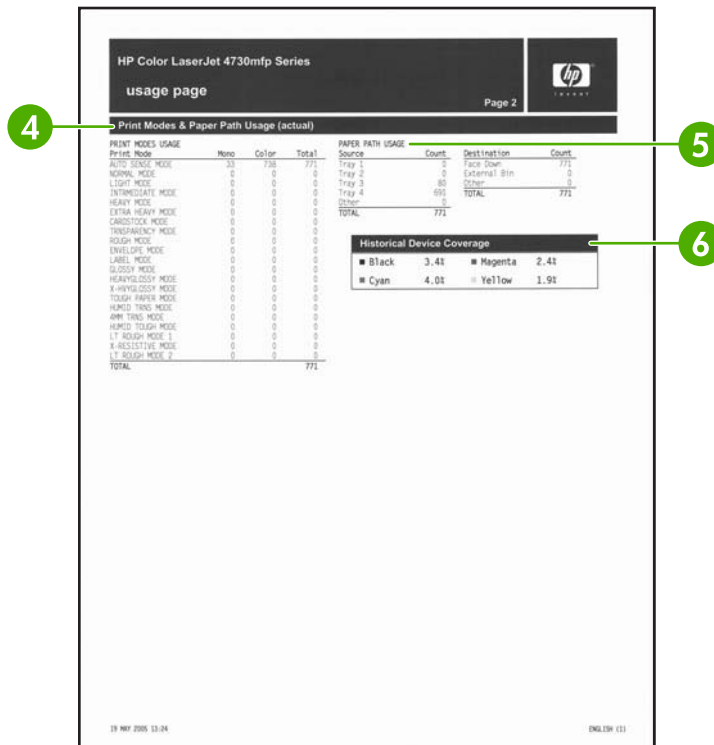 HP Color LaserJet 4730mfp Series
usage page
Page 2
hp
invent
4
Print Modes & Paper Path Usage (actual)
PRINT MODES USAGE
Print Mode Mono Color Total
AUTO SENSE MODE 33 738 771
NORMAL MODE 0 0 0
LIGHT MODE 0 0 0
INTRMEDIATE MODE 0 0 0
HEAVY MODE 0 0 0
EXTRA HEAVY MODE 0 0 0
CARDSTOCK MODE 0 0 0
TRNSPARENCY MODE 0 0 0
ROUGH MODE 0 0 0
ENVELOPE MODE 0 0 0
LABEL MODE 0 0 0
GLOSSY MODE 0 0 0
HEAVYGLOSSY MODE 0 0 0
X-HVYGLOSSY MODE 0 0 0
TOUGH PAPER MODE 0 0 0
HUMID TRNS MODE 0 0 0
4MM TRNS MODE 0 0 0
HUMID TOUGH MODE 0 0 0
LT ROUGH MODE 1 0 0 0
X-RESISTIVE MODE 0 0 0
LT ROUGH MODE 2 0 0 0
TOTAL 771
PAPER PATH USAGE
5
Source Count
Tray 1 0
Tray 2 0
Tray 3 80
Tray 4 691
Other 0
TOTAL 771
Destination Count
Face Down 771
External Bin 0
Other 0
TOTAL 771
Historical Device Coverage
6
Black 3.4% Magenta 2.4%
Cyan 4.0% Yellow 1.9%
19 MAY 2005 13:24
ENGLISH (1)